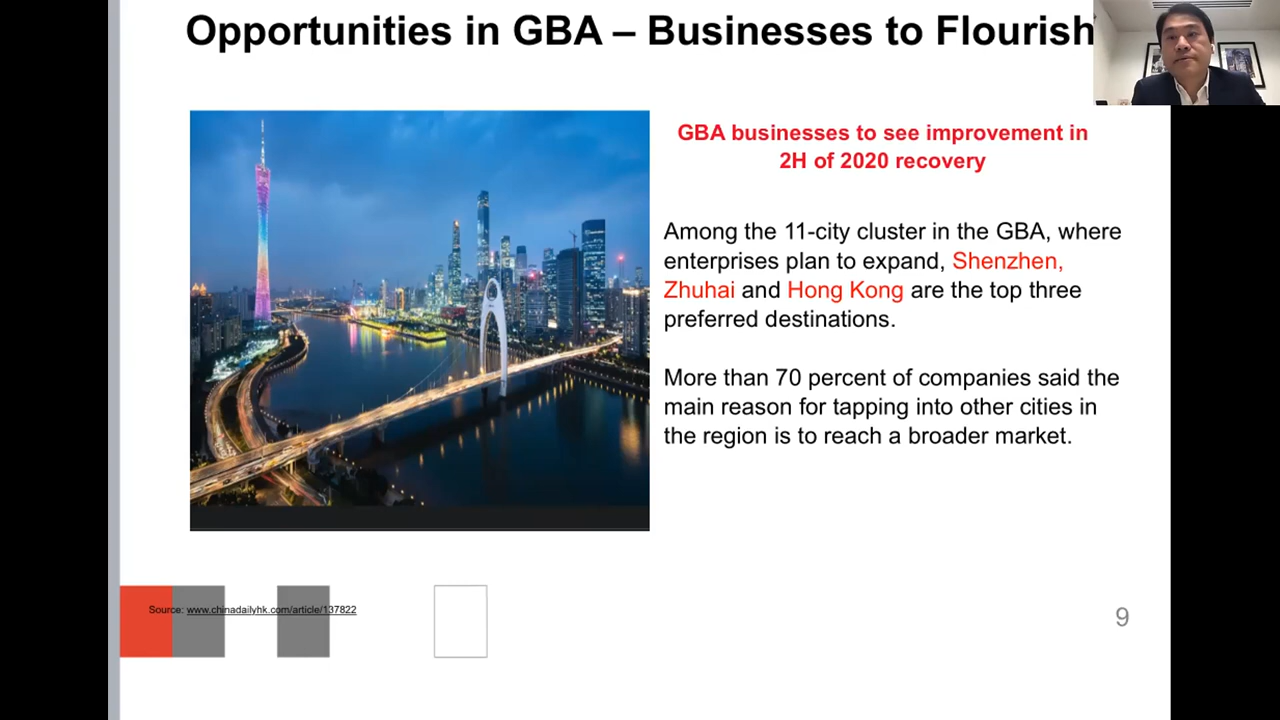 Opportunities in GBA – Businesses to Flourish
GBA businesses to see improvement in
2H of 2020 recovery
Among the 11-city cluster in the GBA, where
enterprises plan to expand, Shenzhen,
Zhuhai and Hong Kong are the top three
preferred destinations.
More than 70 percent of companies said the
main reason for tapping into other cities in
the region is to reach a broader market.
Source: www.chinadailyhk.com/article/137822
9